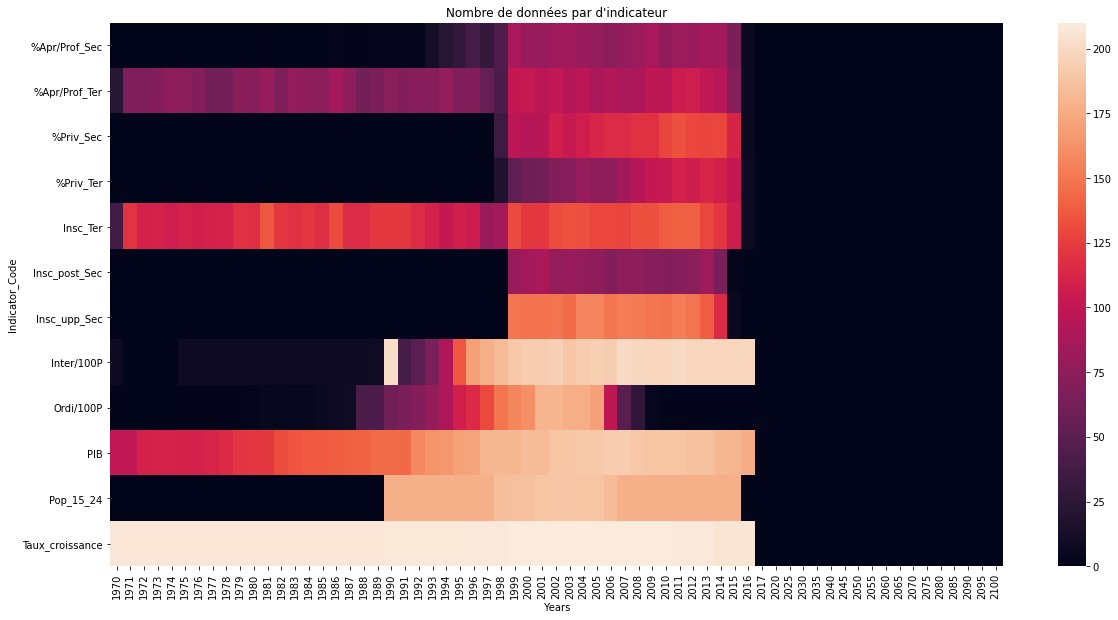 Nombre de données par d'indicateur
Indicator_Code
%Apr/Prof_Sec
%Apr/Prof_Ter
%Priv_Sec
%Priv_Ter
Insc_Ter
Insc_post_Sec
Insc_upp_Sec
Inter/100P
Ordi/100P
PIB
Pop_15_24
Taux_croissance
1970 1971 1972 1973 1974 1975 1976 1977 1978 1979 1980 1981 1982 1983 1984 1985 1986 1987 1988 1989 1990 1991 1992 1993 1994 1995 1996 1997 1998 1999 2000 2001 2002 2003 2004 2005 2006 2007 2008 2009 2010 2011 2012 2013 2014 2015 2016 2017 2020 2025 2030 2035 2040 2045 2050 2055 2060 2065 2070 2075 2080 2085 2090 2095 2100
Years
200
175
150
125
100
75
50
25
0